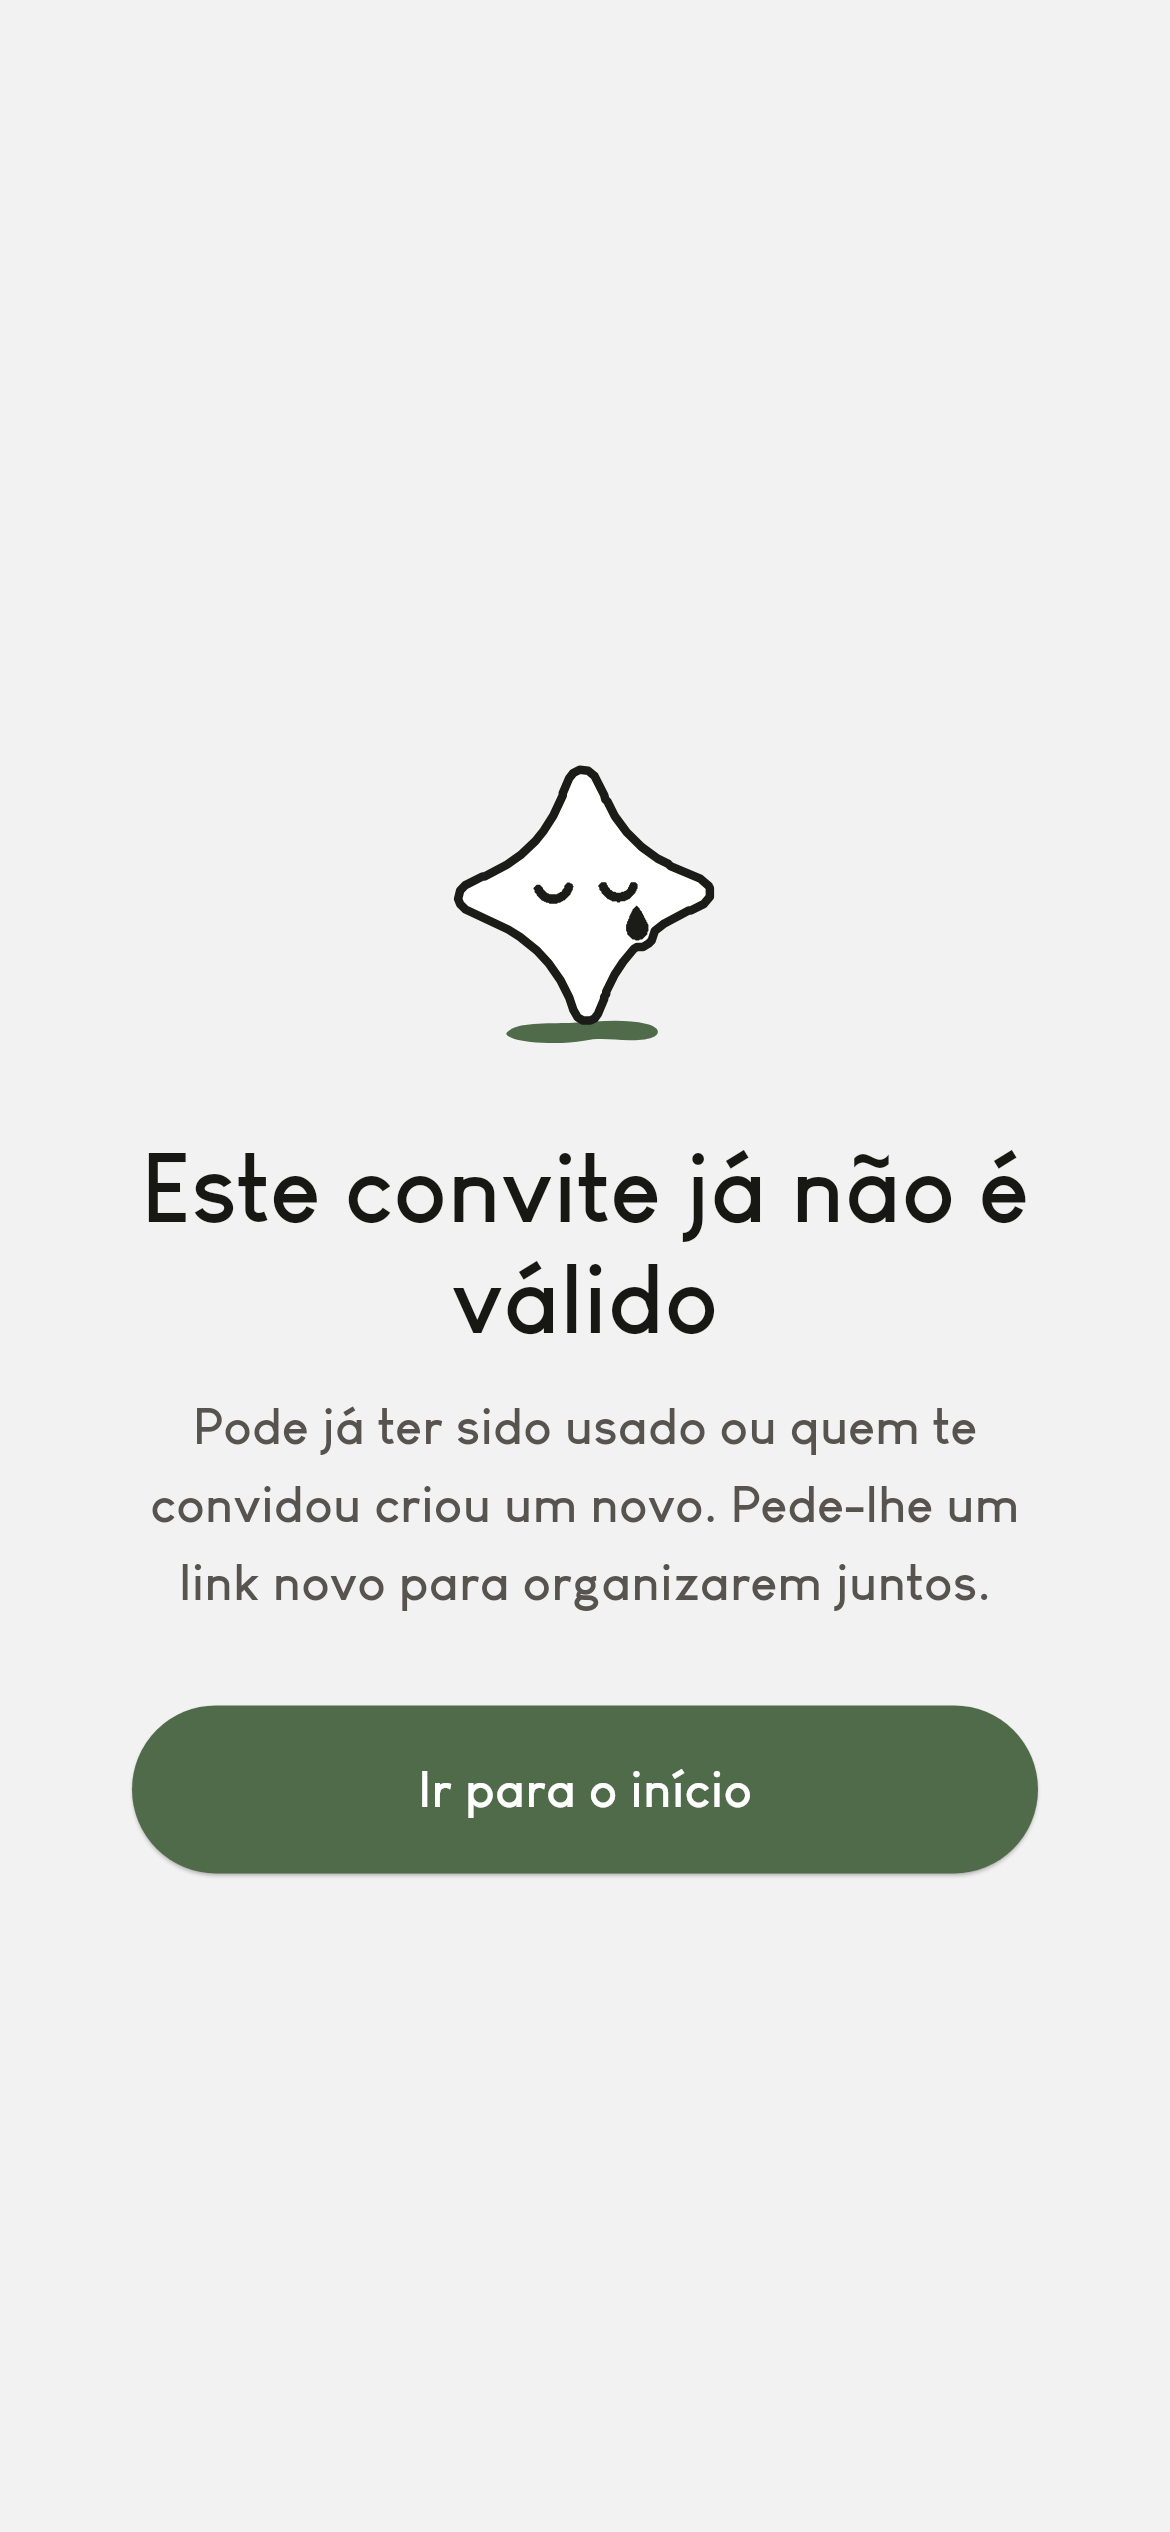 Este convite já não é
válido
Pode já ter sido usado ou quem te
convidou criou um novo. Pede-lhe um
link novo para organizarem juntos.
Ir para o início